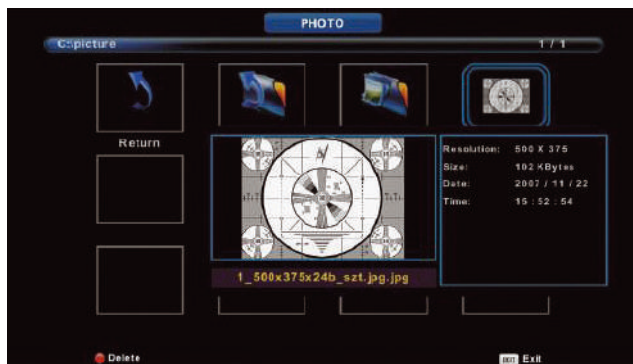 PHOTO
C:\picture 1 / 1
Return
Resolution: 500 X 375
Size: 102 KBytes
Date: 2007 / 11 / 22
Time: 15 : 52 : 54
1_500x375x24b_szt.jpg.jpg
Delete EXIT Exit